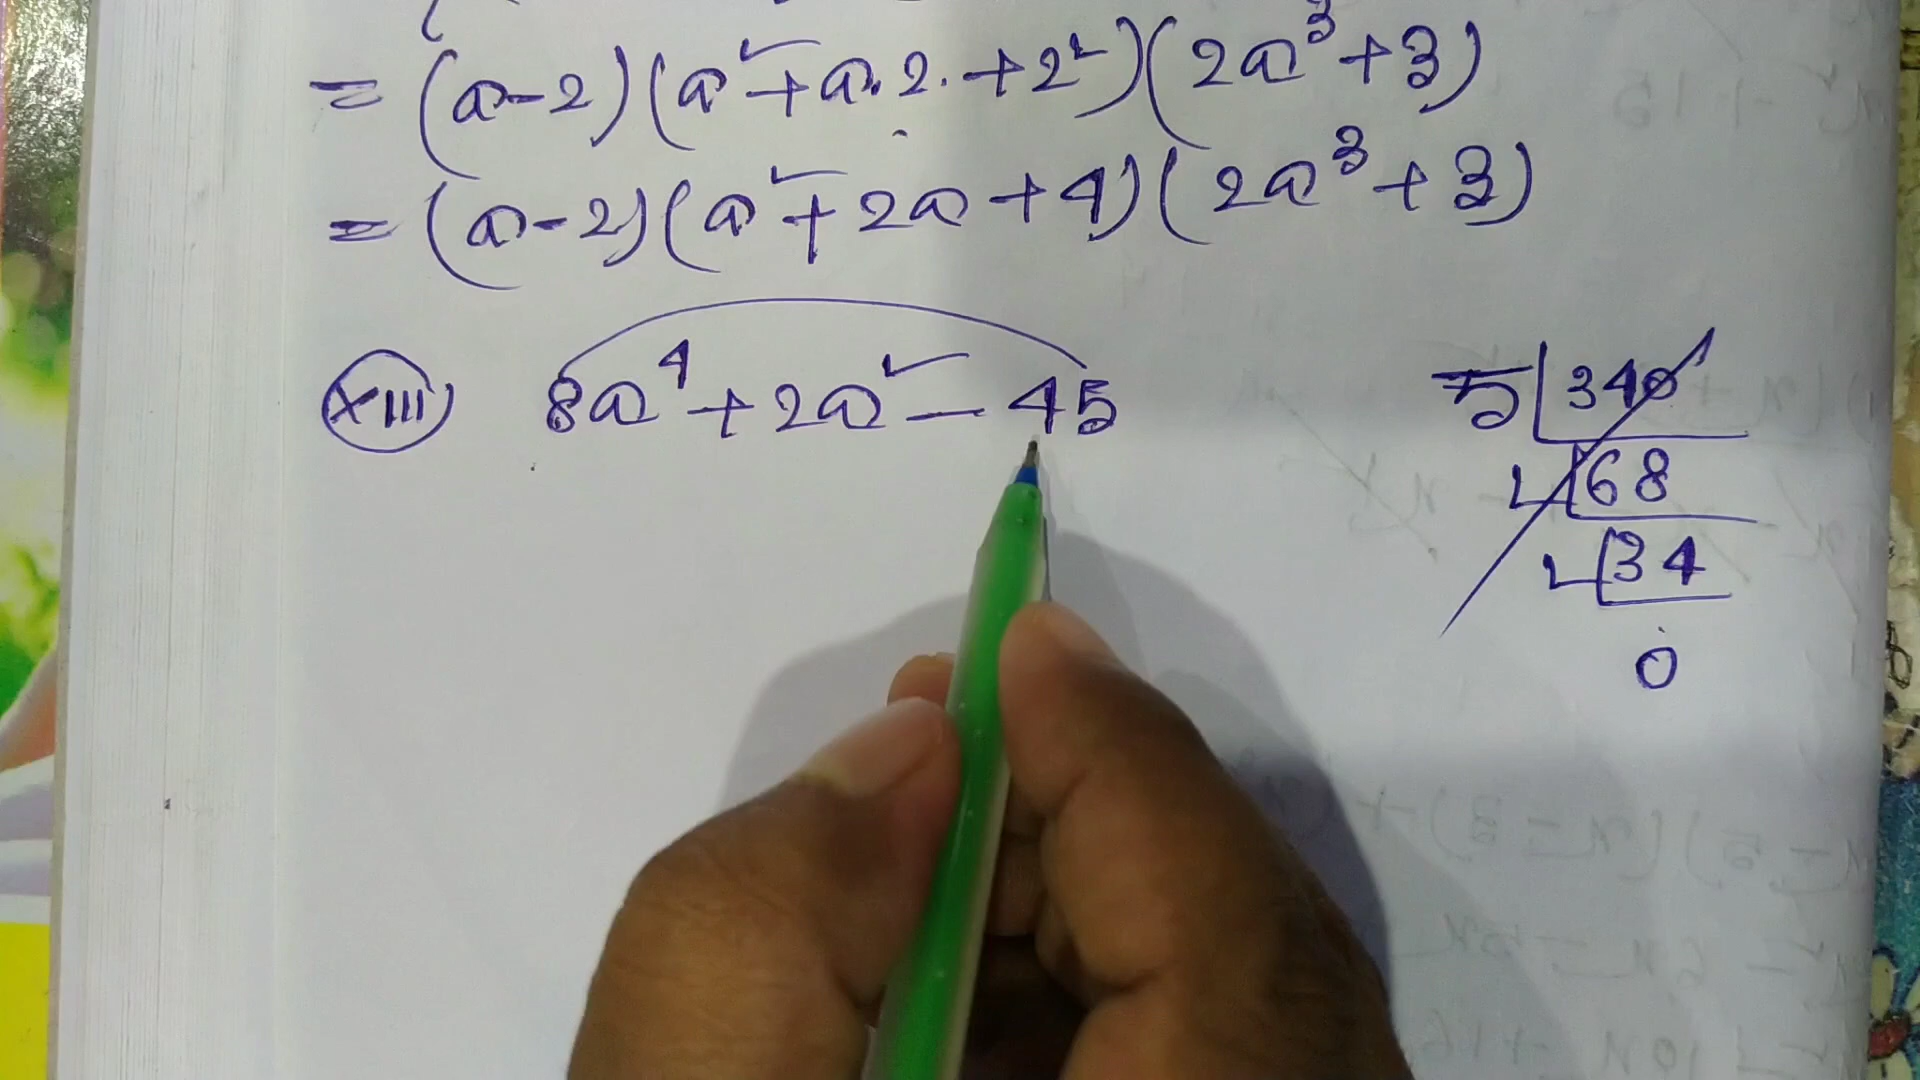 = (a-2)(a²+a.2.+2²)(2a³+3)
= (a-2)(a²+2a+4)(2a³+3)
XIII) 8a⁴+2a²-45
5 340
2 68
2 34
0